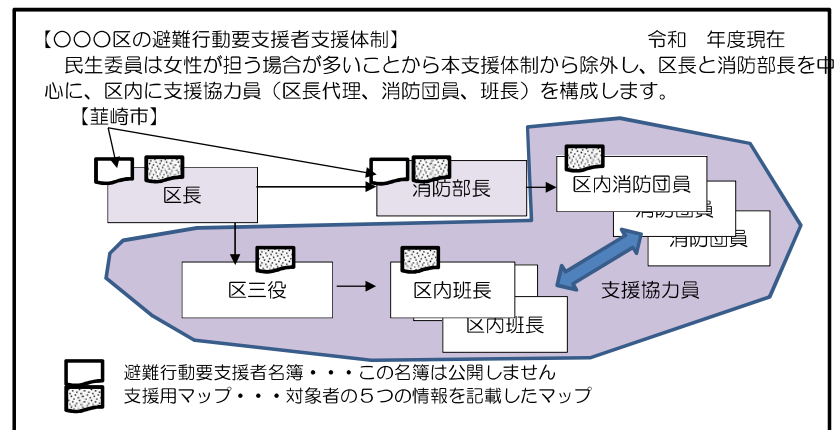 【○○○区の避難行動要支援者支援体制】 令和 年度現在
民生委員は女性が担う場合が多いことから本支援体制から除外し、区長と消防部長を中
心に、区内に支援協力員（区長代理、消防団員、班長）を構成します。
【韮崎市】
区長
消防部長
区内消防団員
消防団員
消防団員
区三役
区内班長
区内班長
支援協力員
避難行動要支援者名簿・・・この名簿は公開しません
支援用マップ・・・対象者の５つの情報を記載したマップ